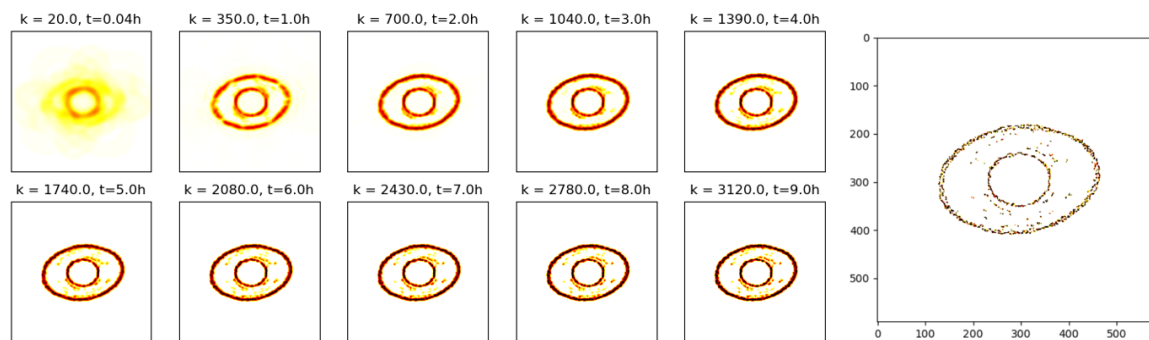 k = 20.0, t=0.04h
k = 350.0, t=1.0h
k = 700.0, t=2.0h
k = 1040.0, t=3.0h
k = 1390.0, t=4.0h
k = 1740.0, t=5.0h
k = 2080.0, t=6.0h
k = 2430.0, t=7.0h
k = 2780.0, t=8.0h
k = 3120.0, t=9.0h
0
100
200
300
400
500
0 100 200 300 400 500